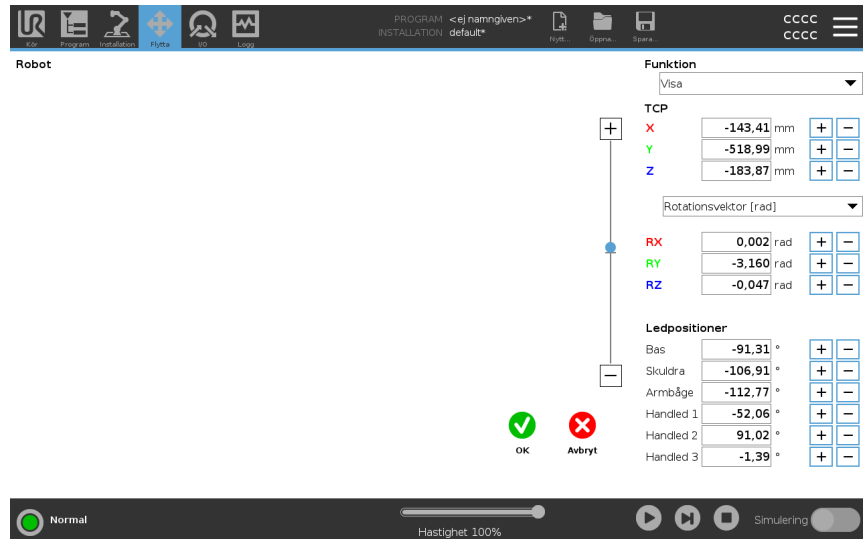 PROGRAM <ej namngiven>*
INSTALLATION default*
Kör Program Installation Flytta I/O Logg
Nytt... Öppna... Spara...
cccc
cccc
Robot
Funktion
Visa
TCP
X -143,41 mm
Y -518,99 mm
Z -183,87 mm
Rotationsvektor [rad]
RX 0,002 rad
RY -3,160 rad
RZ -0,047 rad
Ledpositioner
Bas -91,31 °
Skuldra -106,91 °
Armbåge -112,77 °
Handled 1 -52,06 °
Handled 2 91,02 °
Handled 3 -1,39 °
OK Avbryt
Normal
Hastighet 100%
Simulering